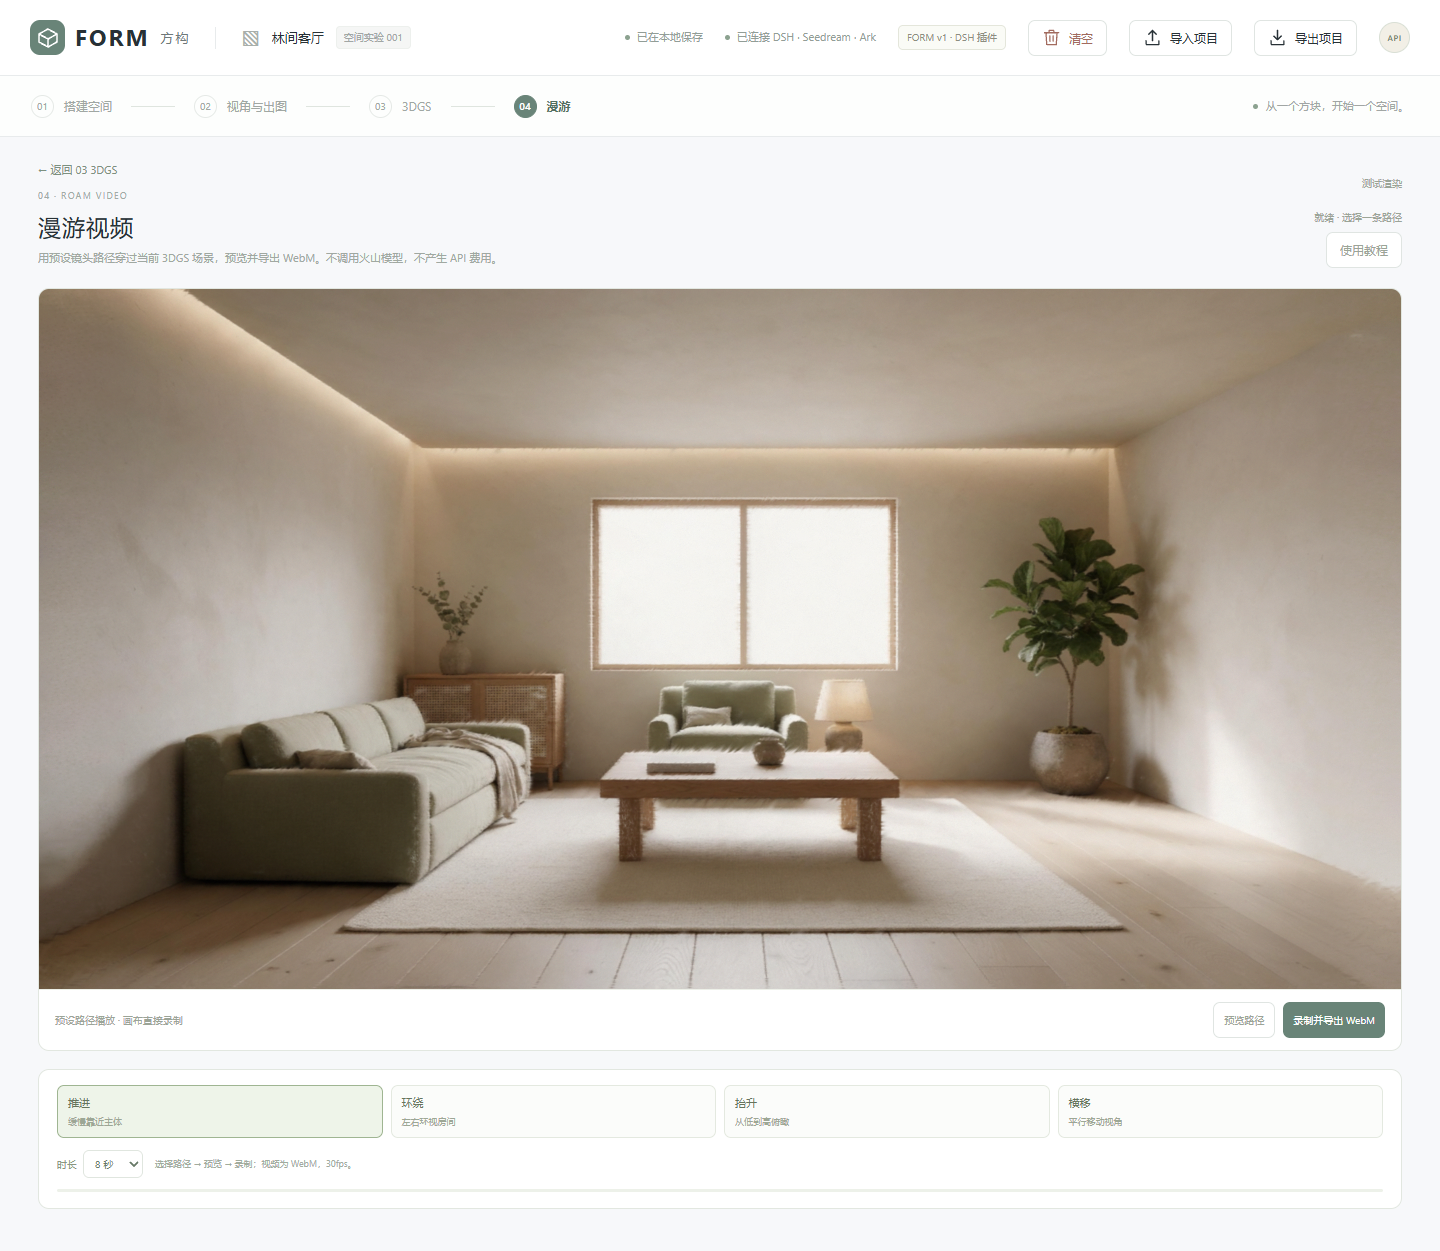 FORM 方构
林间客厅
空间实验 001
已在本地保存
已连接 DSH · Seedream · Ark
FORM v1 · DSH 插件
清空
导入项目
导出项目
API
01 搭建空间
02 视角与出图
03 3DGS
04 漫游
从一个方块，开始一个空间。
← 返回 03 3DGS
04 · ROAM VIDEO
漫游视频
用预设镜头路径穿过当前 3DGS 场景，预览并导出 WebM。不调用火山模型，不产生 API 费用。
测试渲染
就绪 · 选择一条路径
使用教程
预设路径播放 · 画布直接录制
预览路径
录制并导出 WebM
推进
缓慢靠近主体
环绕
左右环视房间
抬升
从低到高俯瞰
横移
平行移动视角
时长 8 秒 选择路径 → 预览 → 录制；视频为 WebM，30fps。